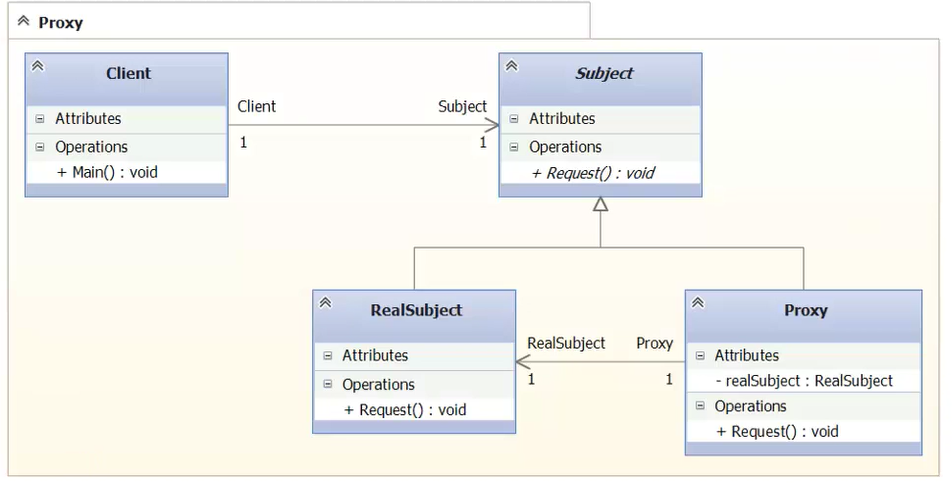 Proxy
Client
Attributes
Operations
+ Main() : void
Client
Subject
1
1
Subject
Attributes
Operations
+ Request() : void
RealSubject
Attributes
Operations
+ Request() : void
RealSubject
Proxy
1
1
Proxy
Attributes
- realSubject : RealSubject
Operations
+ Request() : void